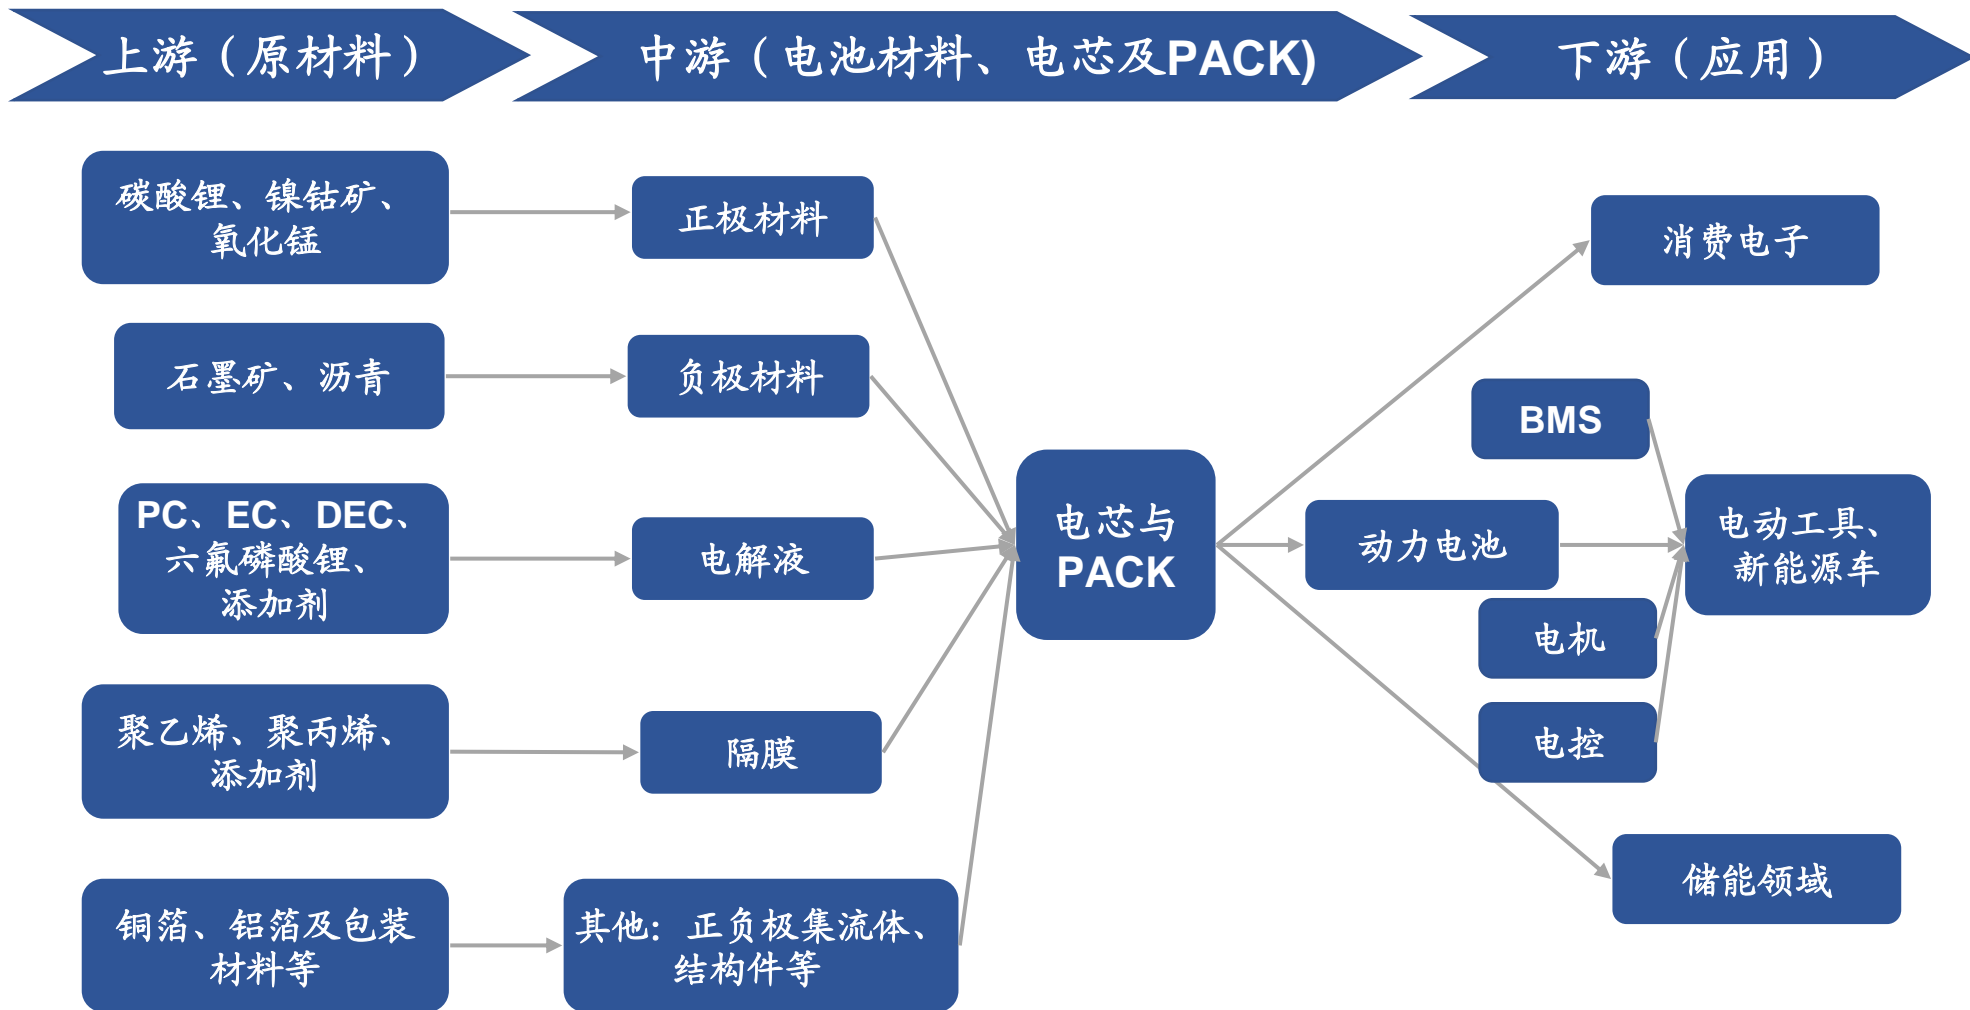 上游（原材料）
中游（电池材料、电芯及PACK)
下游（应用）
碳酸锂、镍钴矿、
氧化锰
正极材料
消费电子
石墨矿、沥青
负极材料
BMS
PC、EC、DEC、
六氟磷酸锂、
添加剂
电解液
电芯与
PACK
动力电池
电动工具、
新能源车
电机
聚乙烯、聚丙烯、
添加剂
隔膜
电控
储能领域
铜箔、铝箔及包装
材料等
其他：正负极集流体、
结构件等